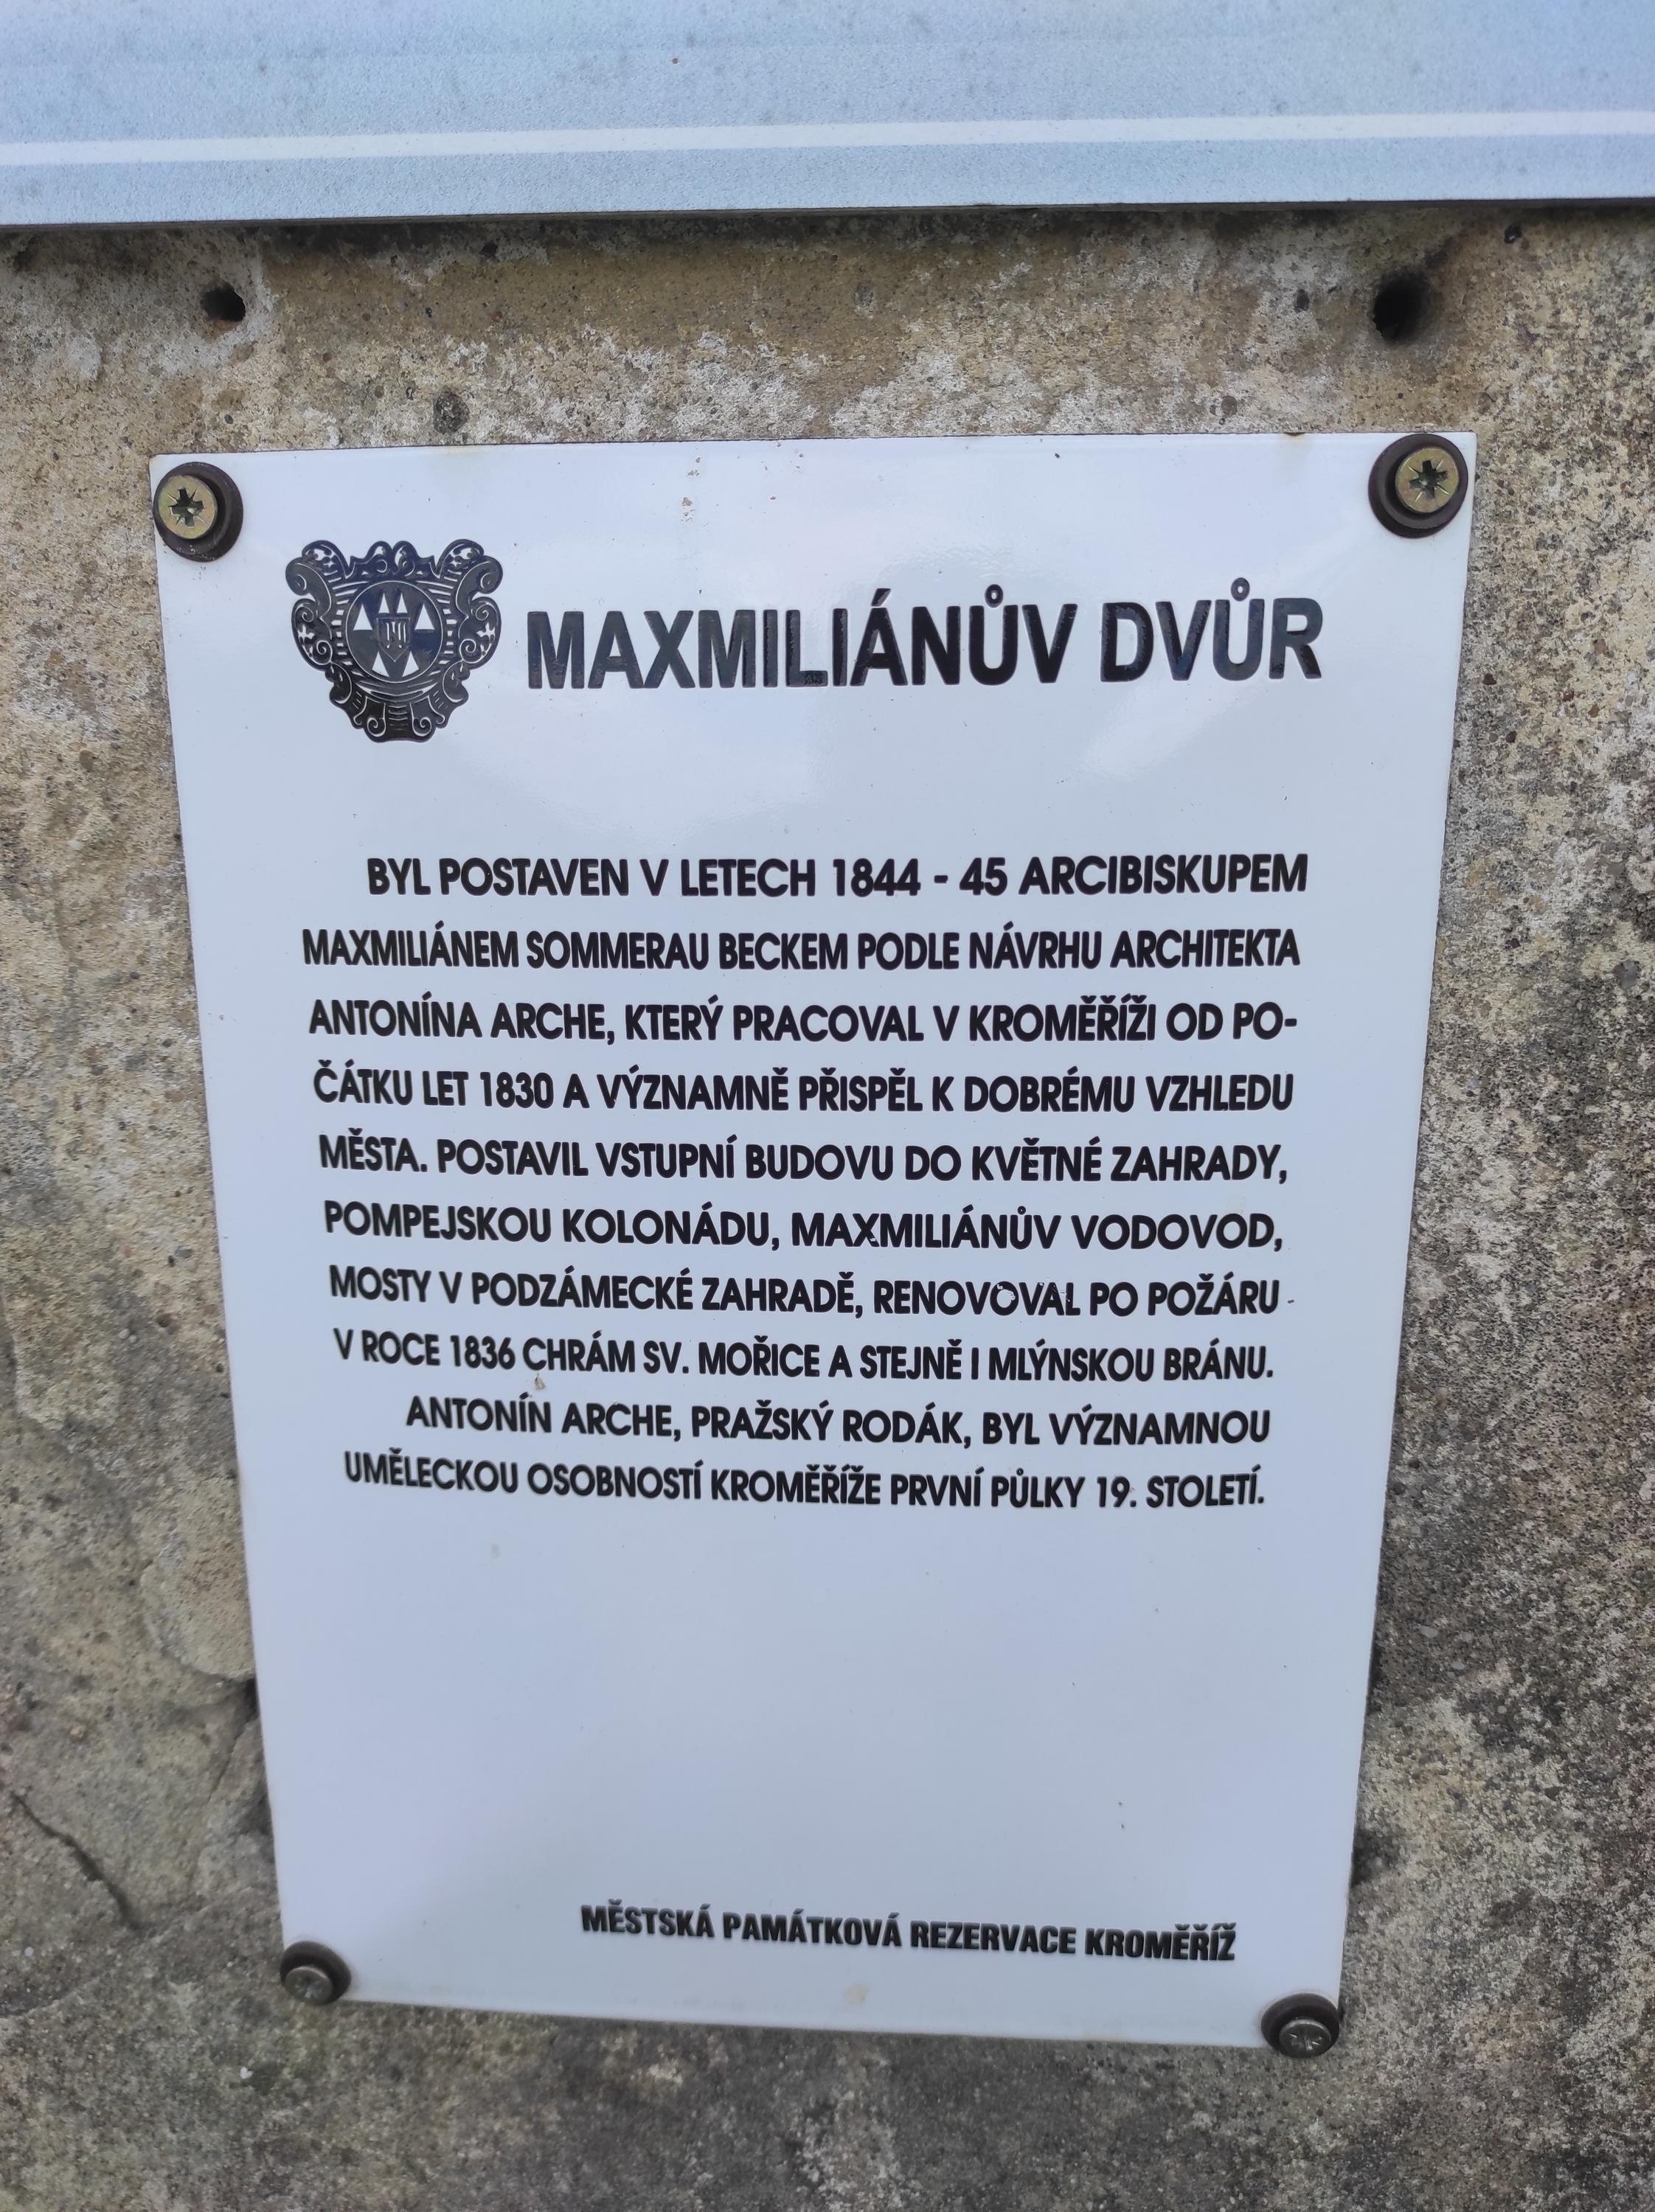 MAXMILIÁNŮV DVŮR
BYL POSTAVEN V LETECH 1844 - 45 ARCIBISKUPEM
MAXMILIÁNEM SOMMERAU BECKEM PODLE NÁVRHU ARCHITEKTA
ANTONÍNA ARCHE, KTERÝ PRACOVAL V KROMĚŘÍŽI OD PO-
ČÁTKU LET 1830 A VÝZNAMNĚ PŘISPĚL K DOBRÉMU VZHLEDU
MĚSTA. POSTAVIL VSTUPNÍ BUDOVU DO KVĚTNÉ ZAHRADY,
POMPEJSKOU KOLONÁDU, MAXMILIÁNŮV VODOVOD,
MOSTY V PODZÁMECKÉ ZAHRADĚ, RENOVOVAL PO POŽÁRU
V ROCE 1836 CHRÁM SV. MOŘICE A STEJNĚ I MLÝNSKOU BRÁNU.
ANTONÍN ARCHE, PRAŽSKÝ RODÁK, BYL VÝZNAMNOU
UMĚLECKOU OSOBNOSTÍ KROMĚŘÍŽE PRVNÍ PŮLKY 19. STOLETÍ.
MĚSTSKÁ PAMÁTKOVÁ REZERVACE KROMĚŘÍŽ